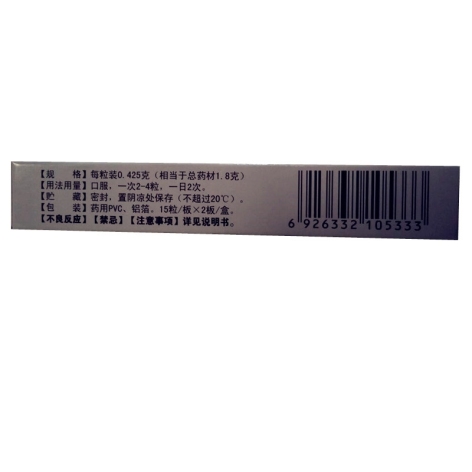 【规　　格】每粒装0.425克（相当于总药材1.8克）
【用法用量】口服，一次2-4粒，一日2次。
【贮　　藏】密封，置阴凉处保存（不超过20℃）。
【包　　装】药用PVC、铝箔，15粒/板×2板/盒。
【不良反应】【禁忌】【注意事项】详见说明书。
6 926332 105333